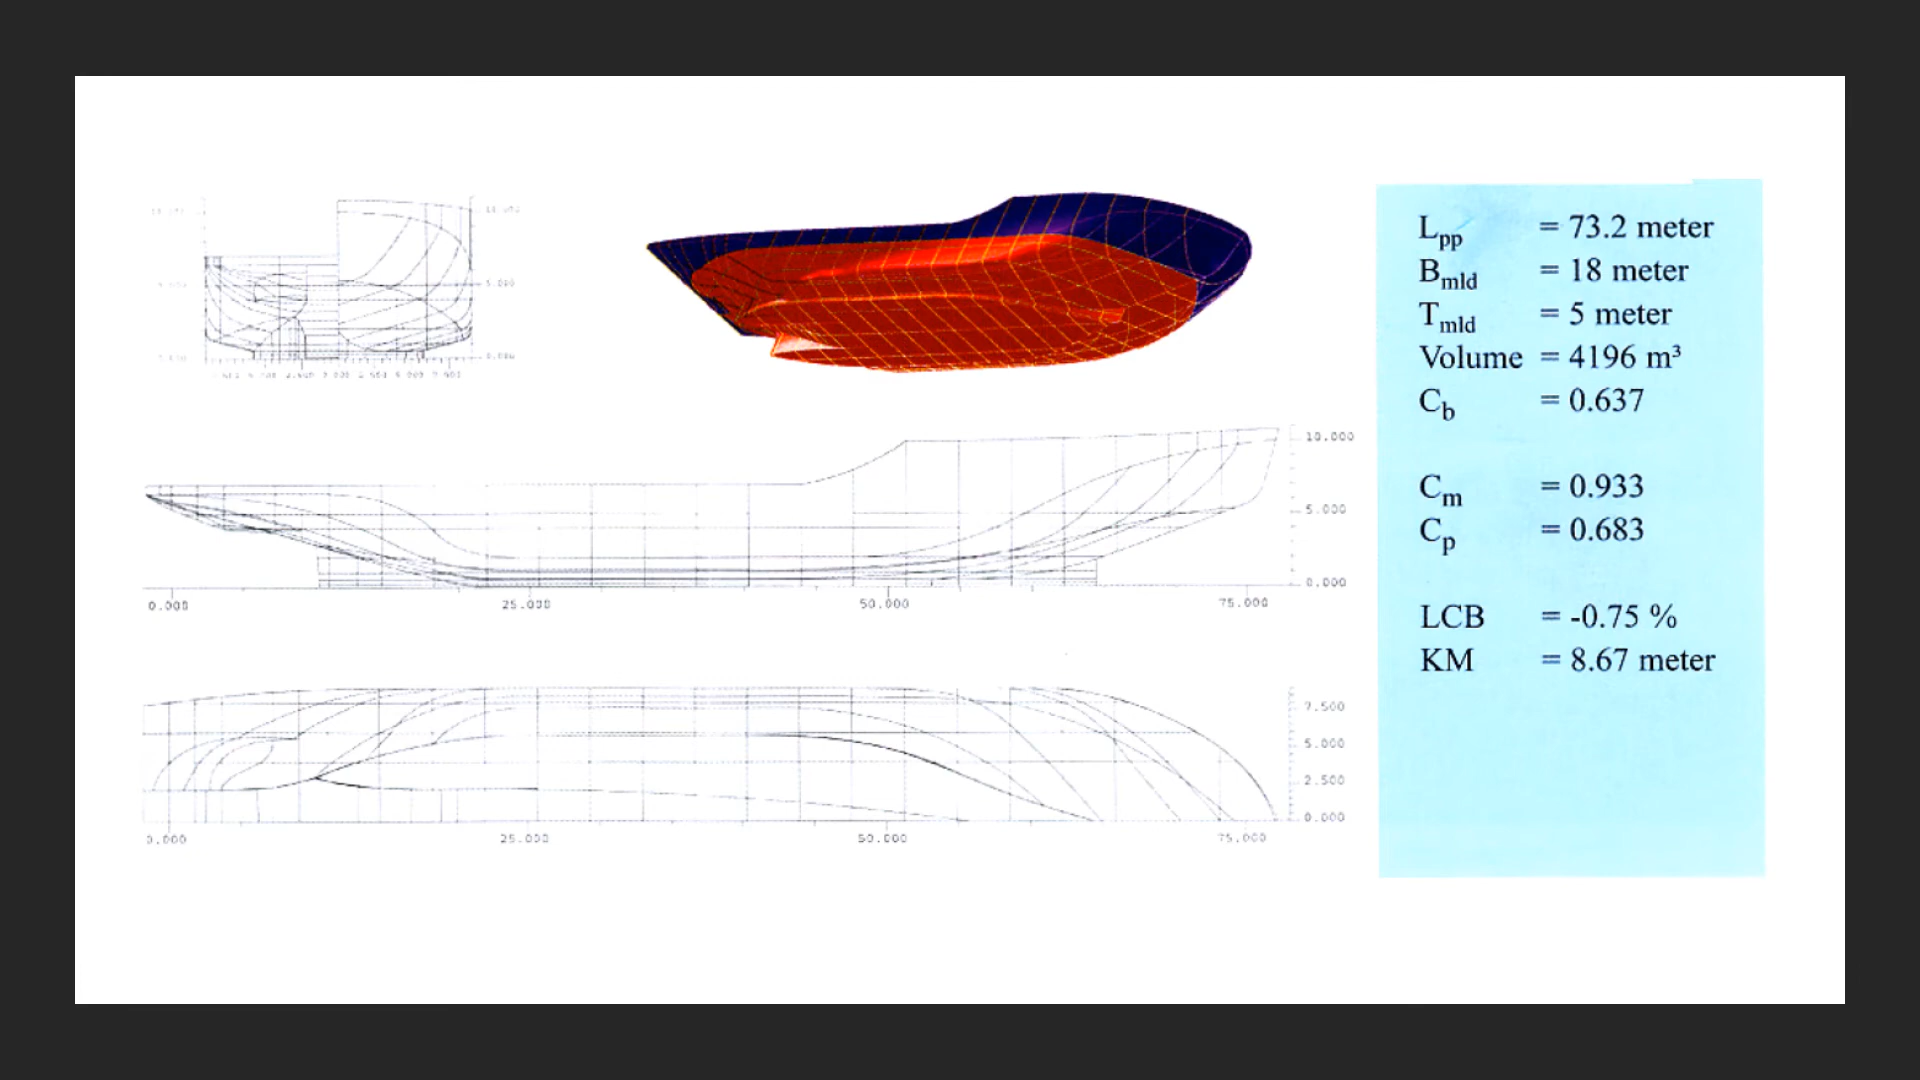 10.000
5.000
0.000
0.000 25.000 50.000 75.000
7.500
5.000
2.500
0.000
0.000 25.000 50.000 75.000
Lpp = 73.2 meter
Bmld = 18 meter
Tmld = 5 meter
Volume = 4196 m³
Cb = 0.637
Cm = 0.933
Cp = 0.683
LCB = -0.75 %
KM = 8.67 meter